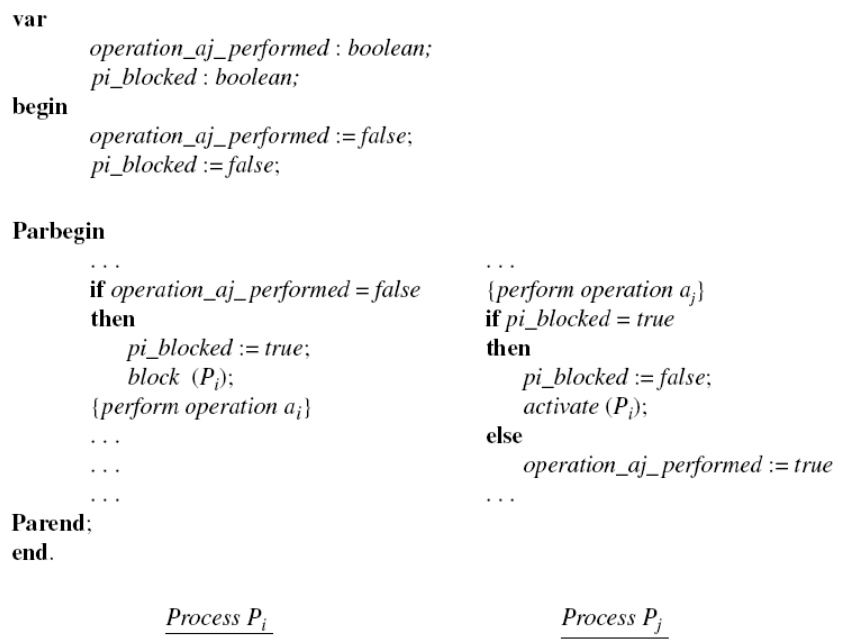 var
operation_aj_performed : boolean;
pi_blocked : boolean;
begin
operation_aj_performed := false;
pi_blocked := false;
Parbegin
. . . . . .
if operation_aj_performed = false {perform operation aj}
then if pi_blocked = true
pi_blocked := true; then
block (Pi); pi_blocked := false;
{perform operation ai} activate (Pi);
. . . else
. . . operation_aj_performed := true
. . . . . .
Parend;
end.
Process Pi Process Pj